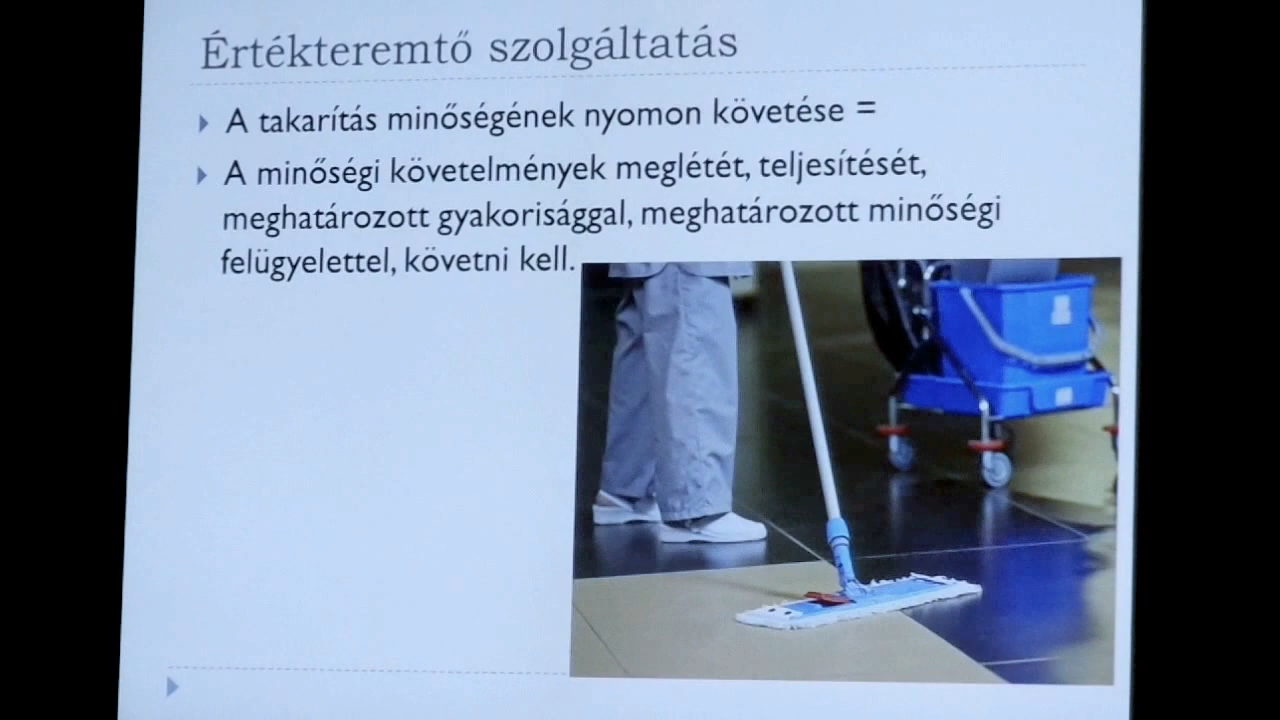 Értékteremtő szolgáltatás
A takarítás minőségének nyomon követése =
A minőségi követelmények meglétét, teljesítését,
meghatározott gyakorisággal, meghatározott minőségi
felügyelettel, követni kell.